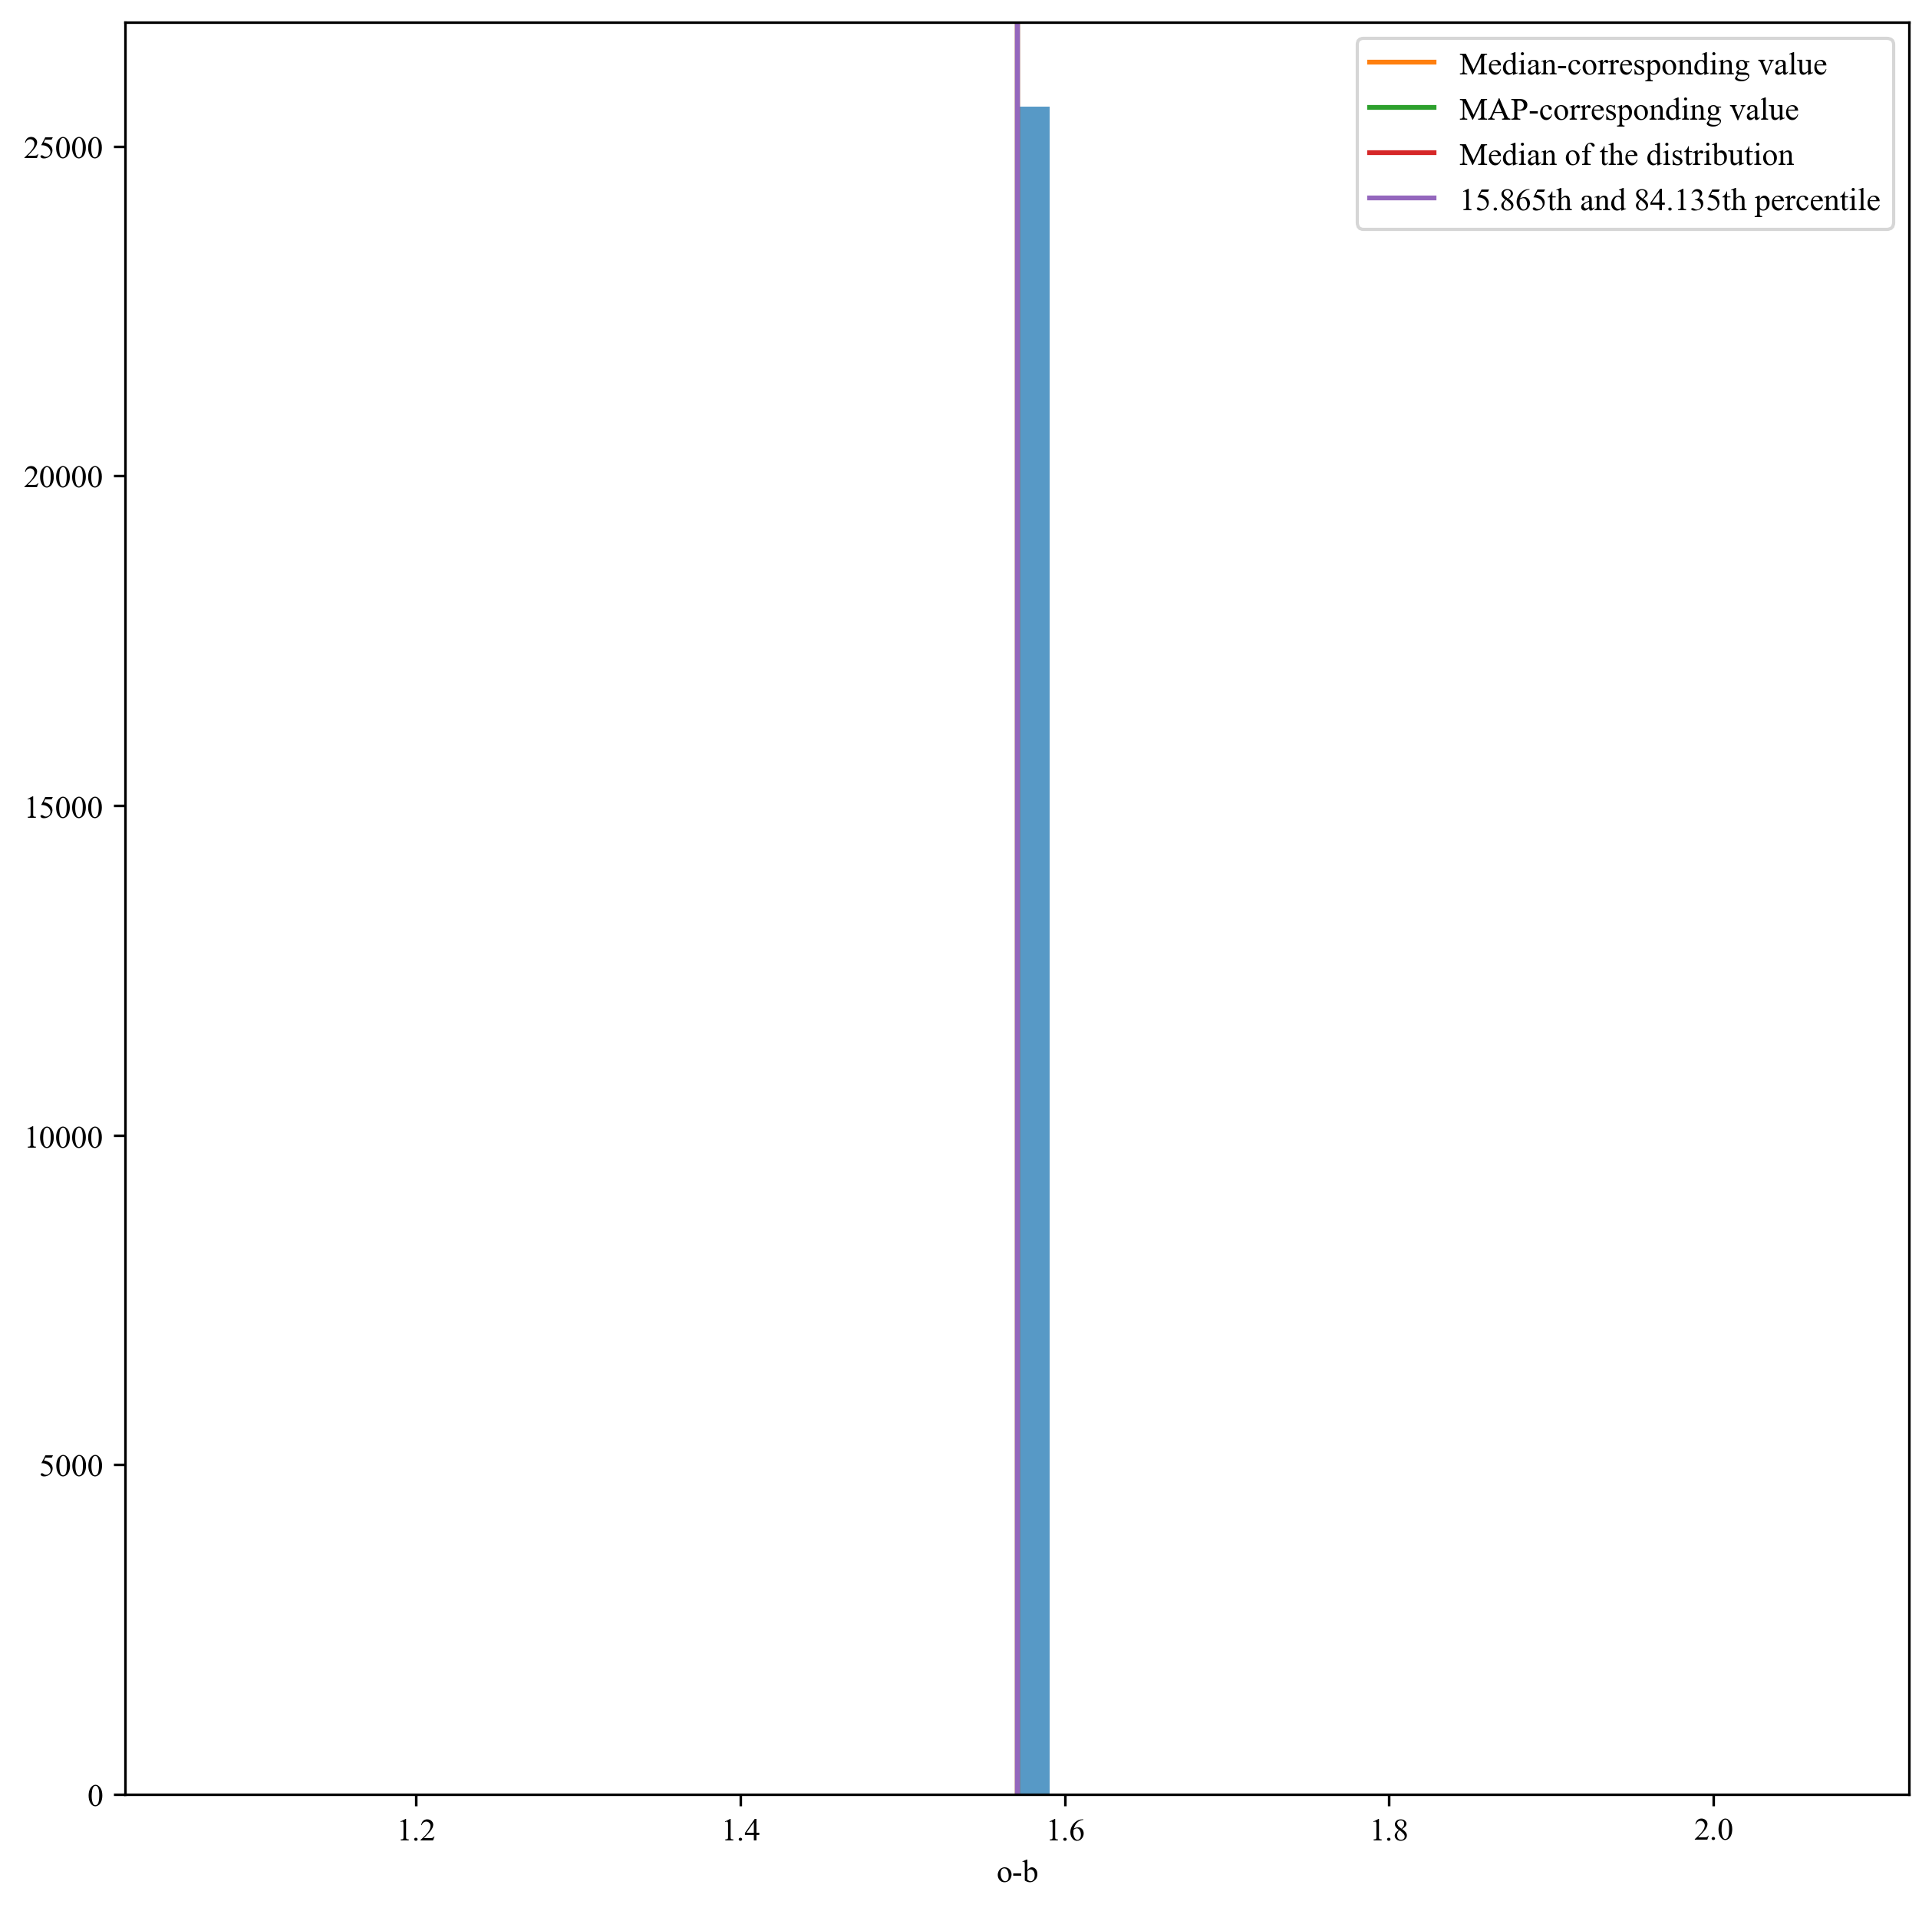 Median-corresponding value
MAP-corresponding value
Median of the distribution
15.865th and 84.135th percentile
25000
20000
15000
10000
5000
0
1.2 1.4 1.6 1.8 2.0
o-b